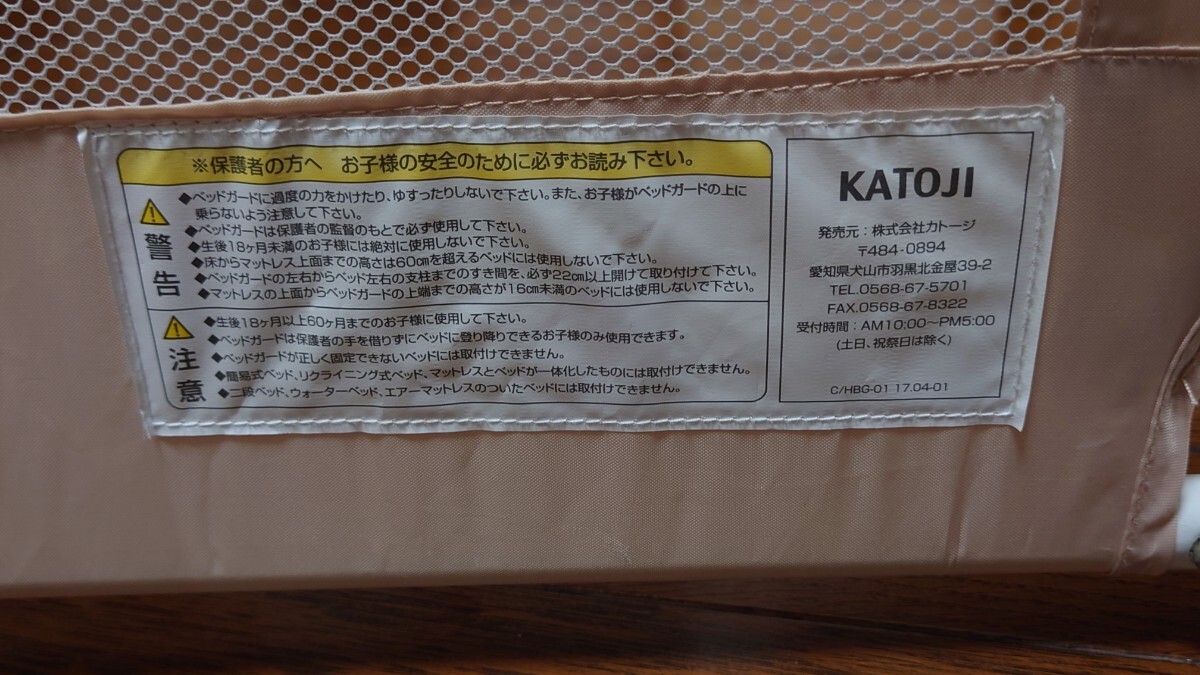 ※保護者の方へ　お子様の安全のために必ずお読み下さい。
警告
◆ベッドガードに過度の力をかけたり、ゆすったりしないで下さい。また、お子様がベッドガードの上に
乗らないよう注意して下さい。
◆ベッドガードは保護者の監督のもとで必ず使用して下さい。
◆生後18ヶ月未満のお子様には絶対に使用しないで下さい。
◆床からマットレス上面までの高さは60㎝を超えるベッドには使用しないで下さい。
◆ベッドガードの左右からベッド左右の支柱までのすき間を、必ず22㎝以上開けて取り付けて下さい。
◆マットレスの上面からベッドガードの上端までの高さが16㎝未満のベッドには使用しないで下さい。
注意
◆生後18ヶ月以上60ヶ月までのお子様に使用して下さい。
◆ベッドガードは保護者の手を借りずにベッドに登り降りできるお子様のみ使用できます。
◆ベッドガードが正しく固定できないベッドには取付けできません。
◆簡易式ベッド、リクライニング式ベッド、マットレスとベッドが一体化したものには取付けできません。
◆二段ベッド、ウォーターベッド、エアーマットレスのついたベッドには取付けできません。
KATOJI
発売元：株式会社カトージ
〒484-0894
愛知県犬山市羽黒北金屋39-2
TEL.0568-67-5701
FAX.0568-67-8322
受付時間：AM10:00〜PM5:00
(土日、祝祭日は除く)
C/HBG-01 17.04-01